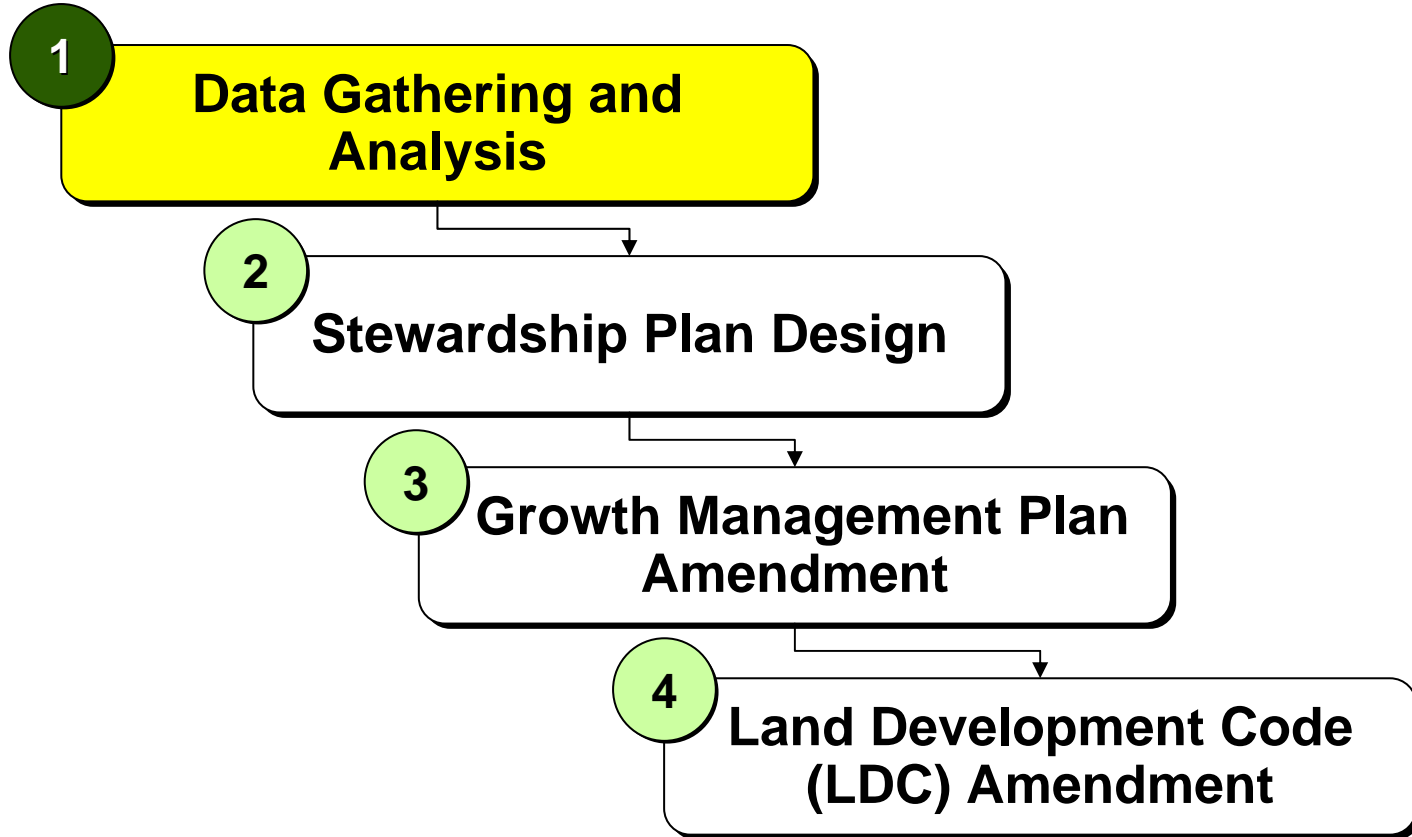 1
Data Gathering and
Analysis
2
Stewardship Plan Design
3
Growth Management Plan
Amendment
4
Land Development Code
(LDC) Amendment